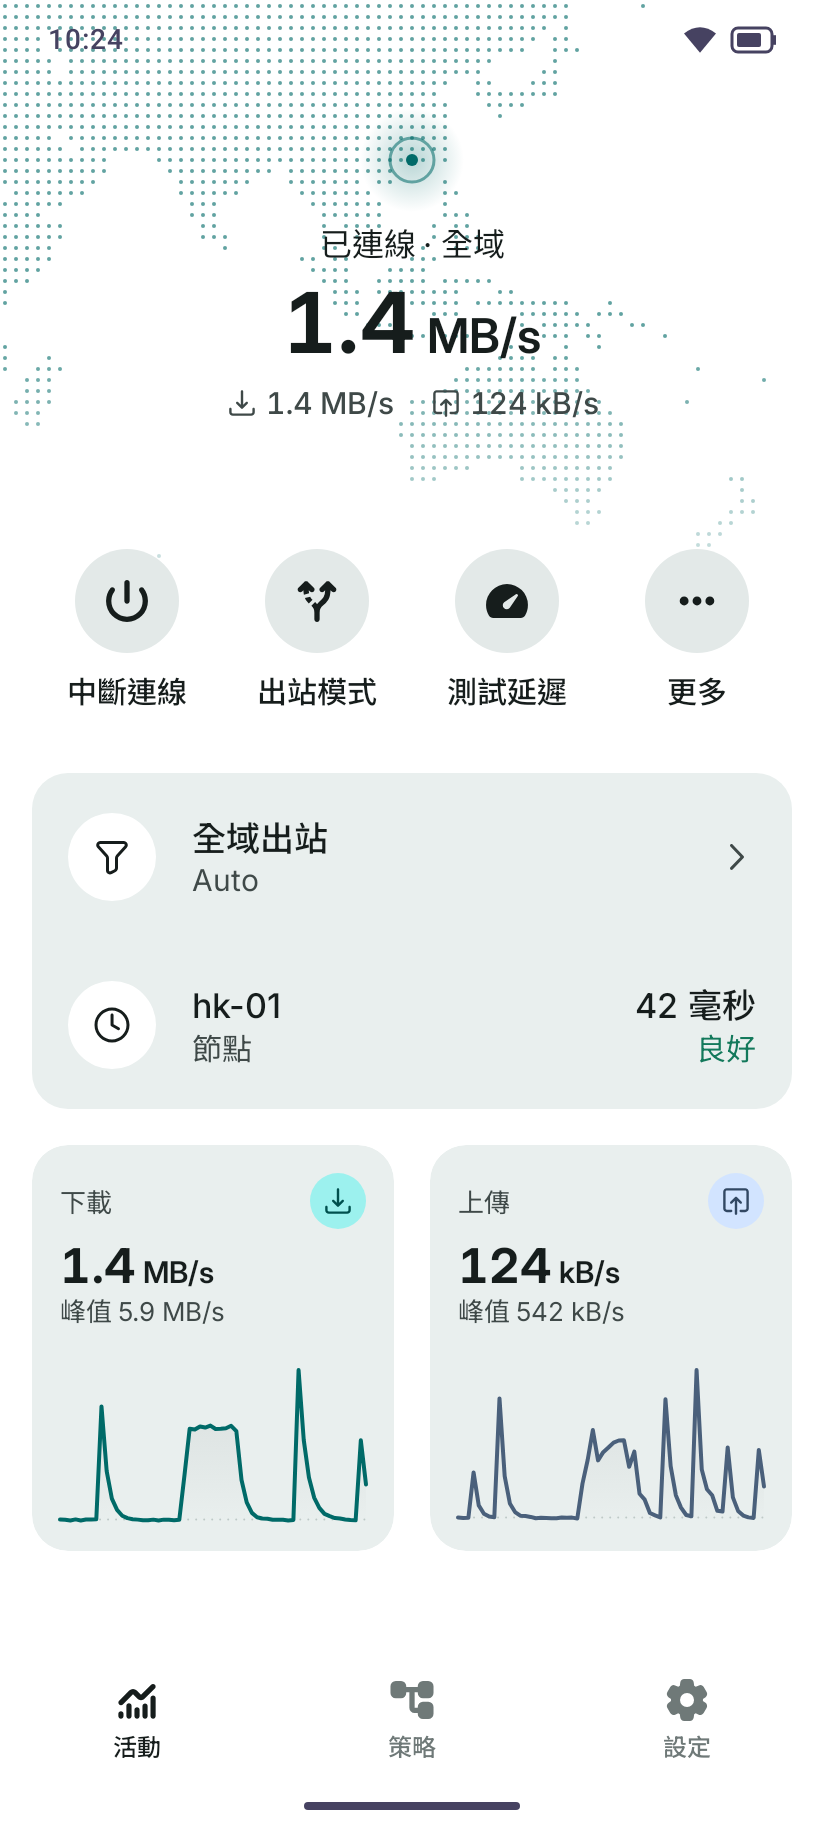 10:24
已連線 · 全域
1.4 MB/s
1.4 MB/s 124 kB/s
中斷連線 出站模式 測試延遲 更多
全域出站
Auto
hk-01 42 毫秒
節點 良好
下載 上傳
1.4 MB/s 124 kB/s
峰值 5.9 MB/s 峰值 542 kB/s
活動 策略 設定